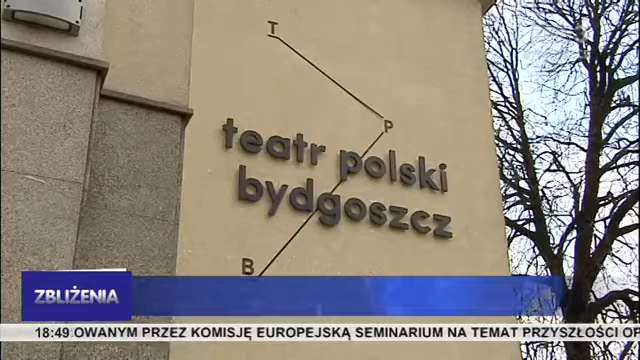 T
P
teatr polski
bydgoszcz
B
ZBLIŻENIA
18:49 OWANYM PRZEZ KOMISJĘ EUROPEJSKĄ SEMINARIUM NA TEMAT PRZYSZŁOŚCI